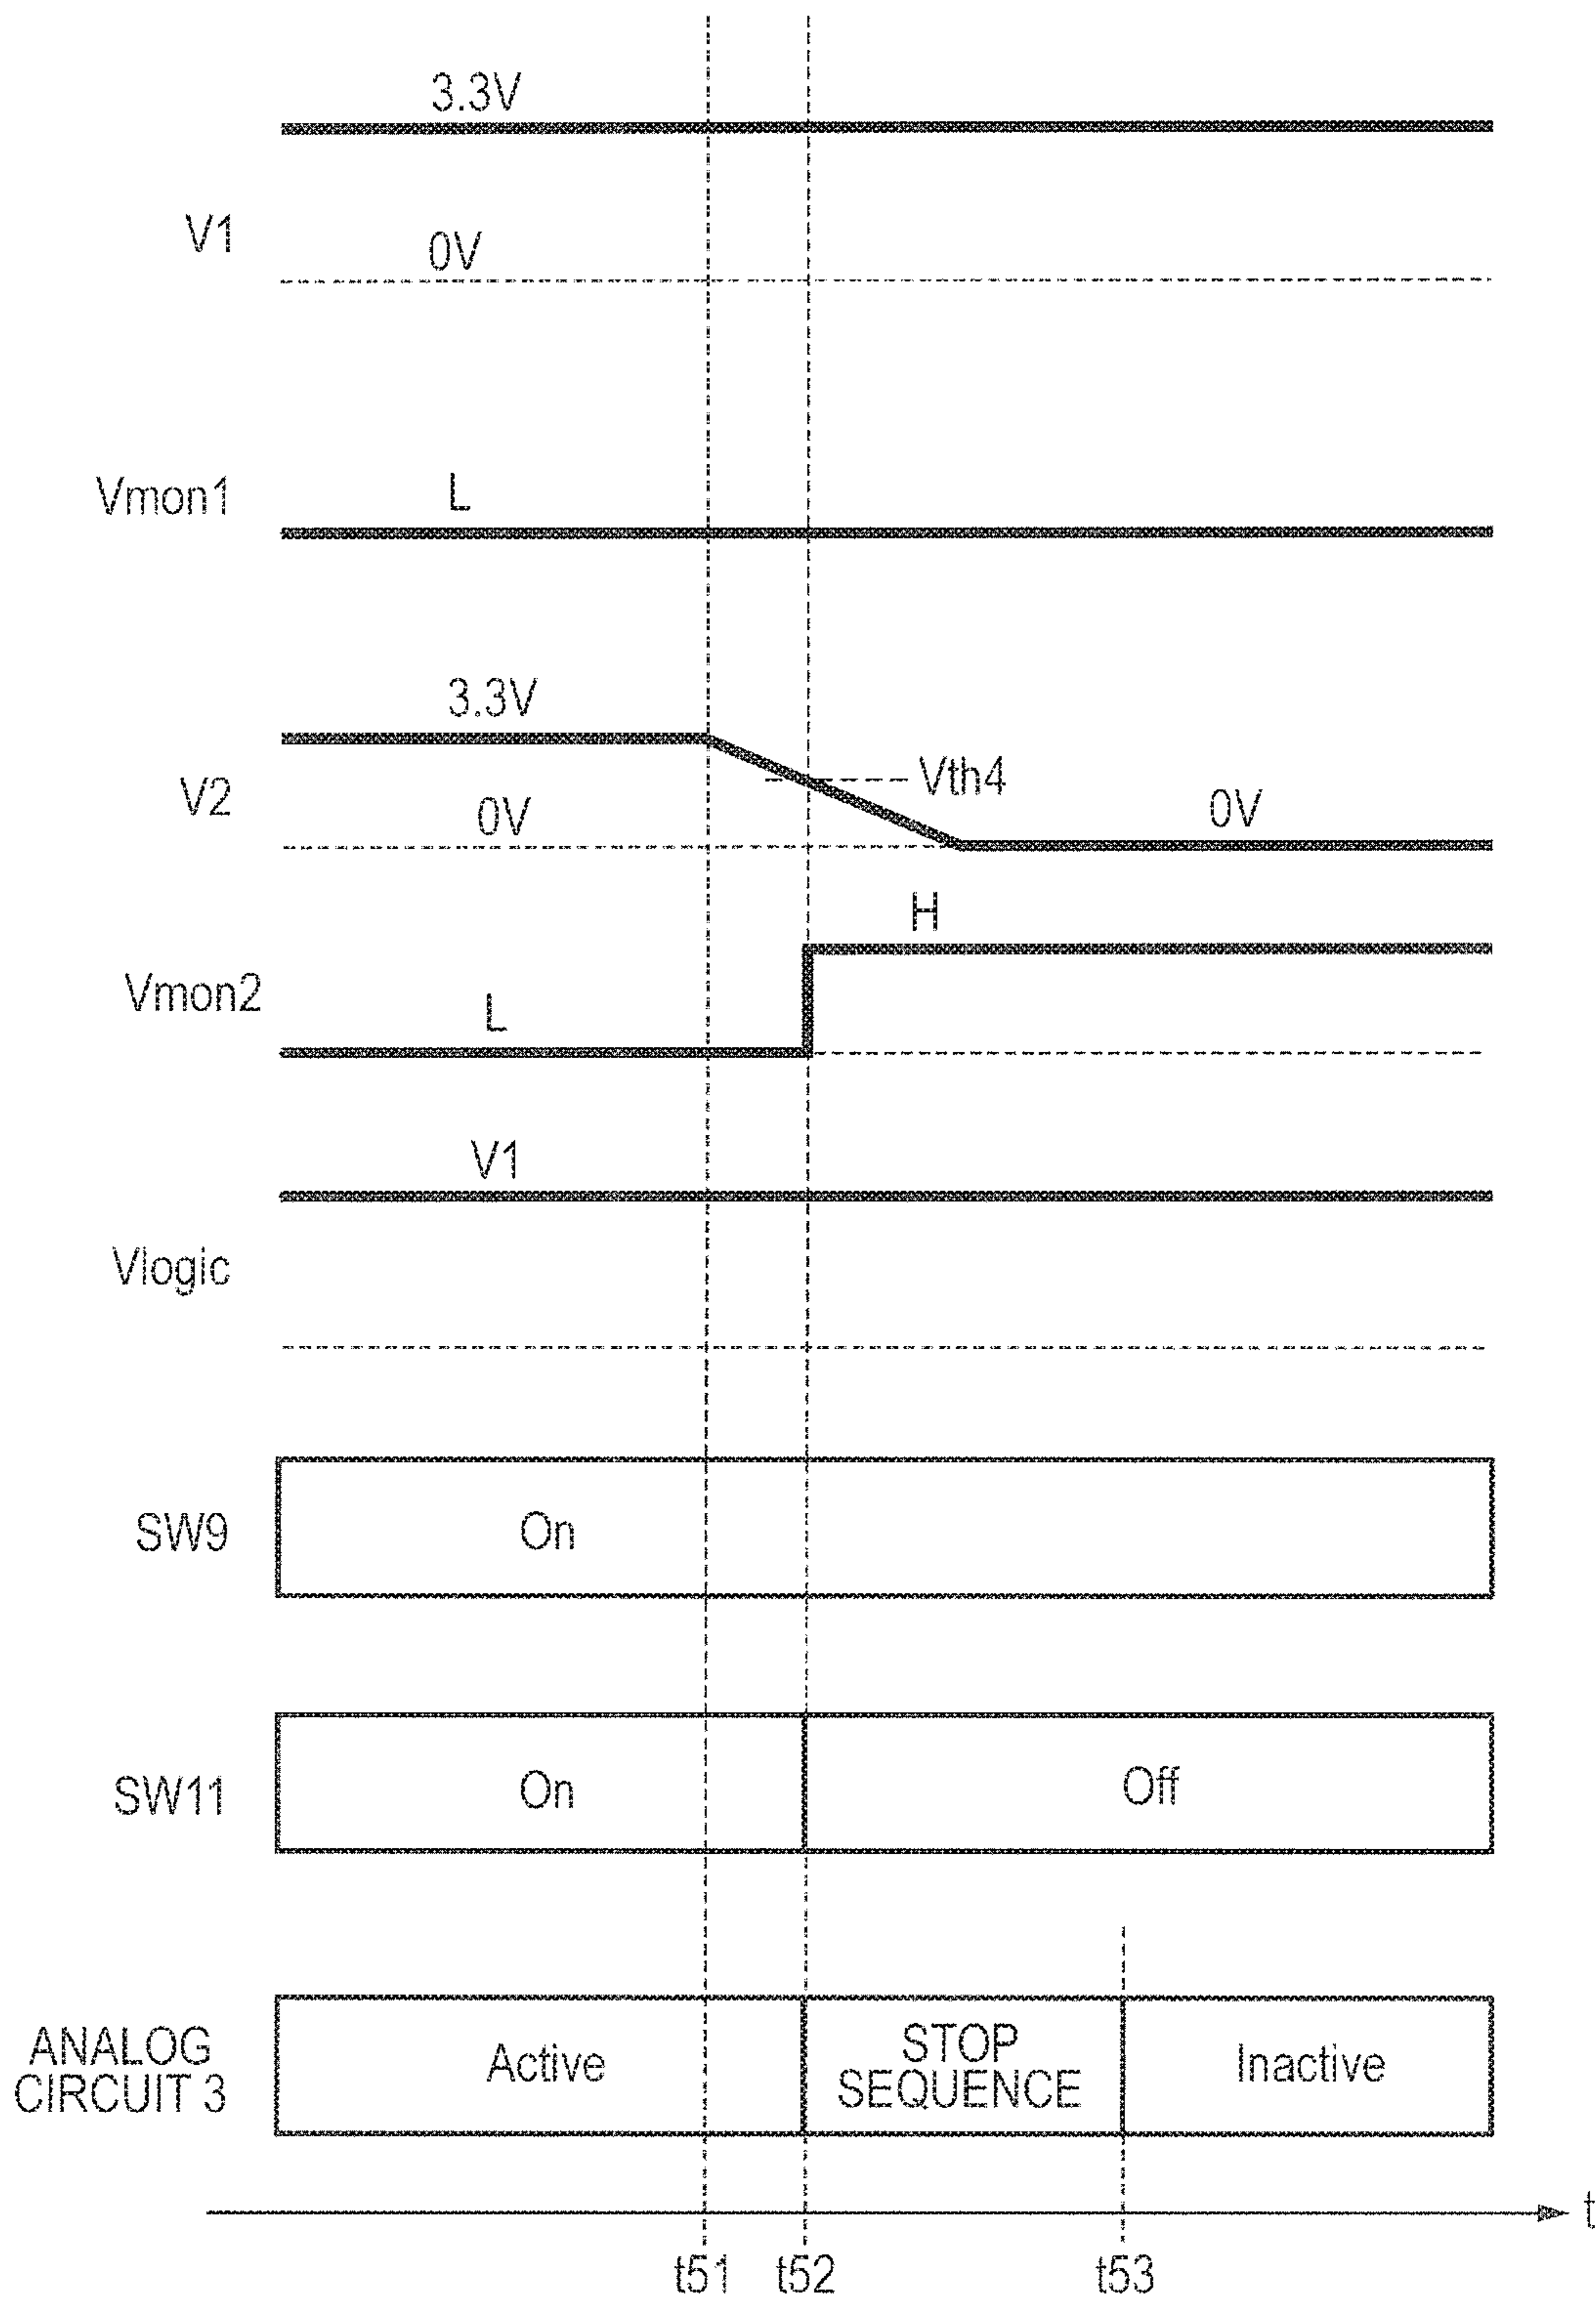 3.3V
V1
0V
Vmon1
L
3.3V
V2
0V
Vth4
0V
Vmon2
L
H
V1
Vlogic
SW9
On
SW11
On
Off
ANALOG
CIRCUIT 3
Active
STOP
SEQUENCE
Inactive
t
t51
t52
t53